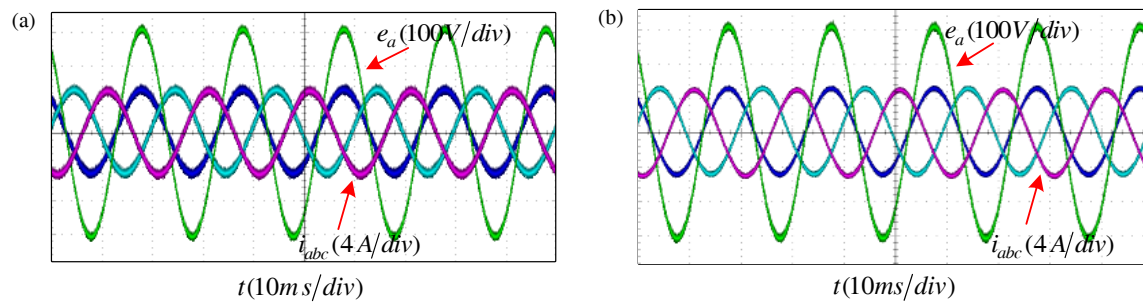 (a)
e_a (100V/div)
i_abc (4A/div)
t(10ms/div)
(b)
e_a (100V/div)
i_abc (4A/div)
t(10ms/div)